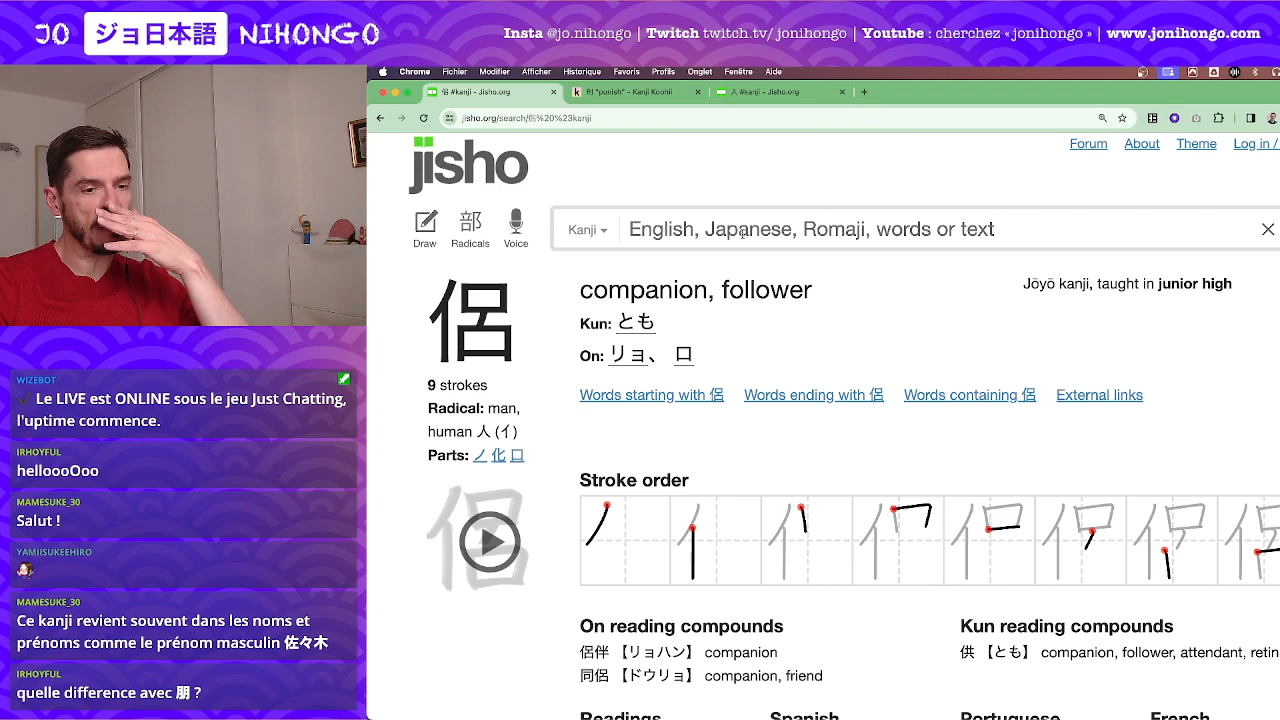 JO ジョ日本語 NIHONGO
Insta @jo.nihongo | Twitch twitch.tv/ jonihongo | Youtube : cherchez « jonihongo » | www.jonihongo.com
Chrome Fichier Modifier Afficher Historique Favoris Profils Onglet Fenêtre Aide
侶 #kanji - Jisho.org
刑 "punish" - Kanji Koohii
人 #kanji - Jisho.org
jisho.org/search/侶%20%23kanji
jisho
Forum About Theme Log in /
Draw Radicals Voice
Kanji English, Japanese, Romaji, words or text
侶
companion, follower
Jōyō kanji, taught in junior high
Kun: とも
On: リョ、 ロ
9 strokes
Radical: man,
human 人 (亻)
Parts: ノ 化 口
Words starting with 侶 Words ending with 侶 Words containing 侶 External links
Stroke order
侶
On reading compounds
侶伴 【リョハン】 companion
同侶 【ドウリョ】 companion, friend
Kun reading compounds
供 【とも】 companion, follower, attendant, retin
Readings Spanish Portuguese French
WIZEBOT
✓ Le LIVE est ONLINE sous le jeu Just Chatting,
l'uptime commence.
IRHOYFUL
helloooOoo
MAMESUKE_30
Salut !
YAMIISUKEEHIRO
MAMESUKE_30
Ce kanji revient souvent dans les noms et
prénoms comme le prénom masculin 佐々木
IRHOYFUL
quelle difference avec 朋 ?